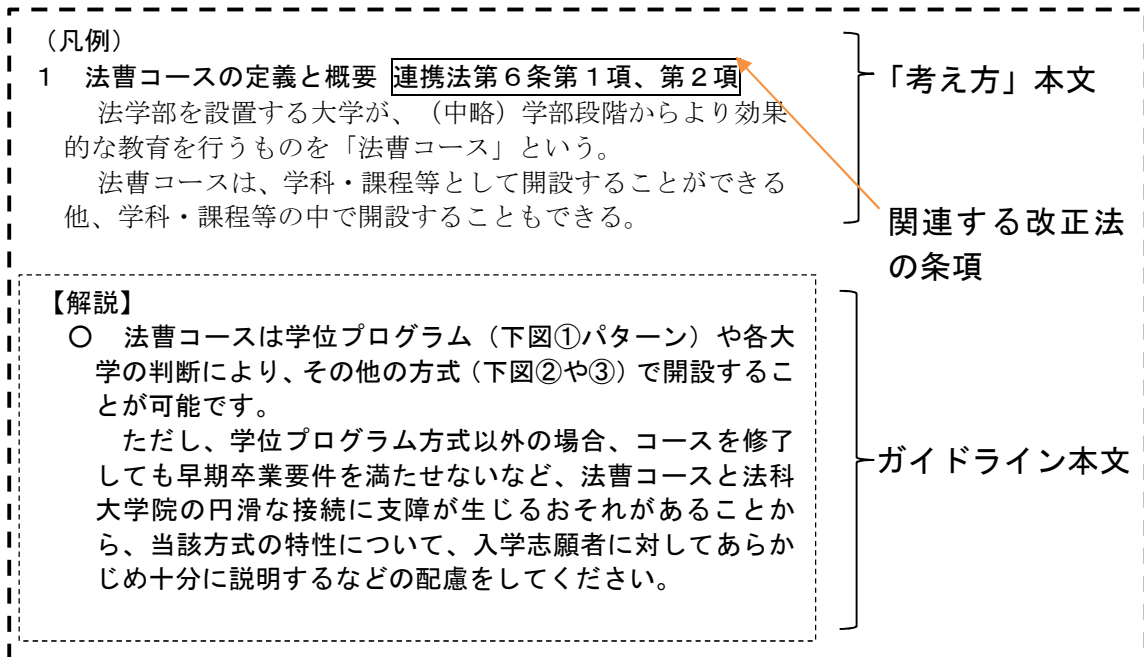 （凡例）
１　法曹コースの定義と概要 連携法第６条第１項、第２項
法学部を設置する大学が、（中略）学部段階からより効果
的な教育を行うものを「法曹コース」という。
法曹コースは、学科・課程等として開設することができる
他、学科・課程等の中で開設することもできる。
「考え方」本文
関連する改正法
の条項
【解説】
○　法曹コースは学位プログラム（下図①パターン）や各大
学の判断により、その他の方式（下図②や③）で開設するこ
とが可能です。
ただし、学位プログラム方式以外の場合、コースを修了
しても早期卒業要件を満たせないなど、法曹コースと法科
大学院の円滑な接続に支障が生じるおそれがあることか
ら、当該方式の特性について、入学志願者に対してあらか
じめ十分に説明するなどの配慮をしてください。
ガイドライン本文